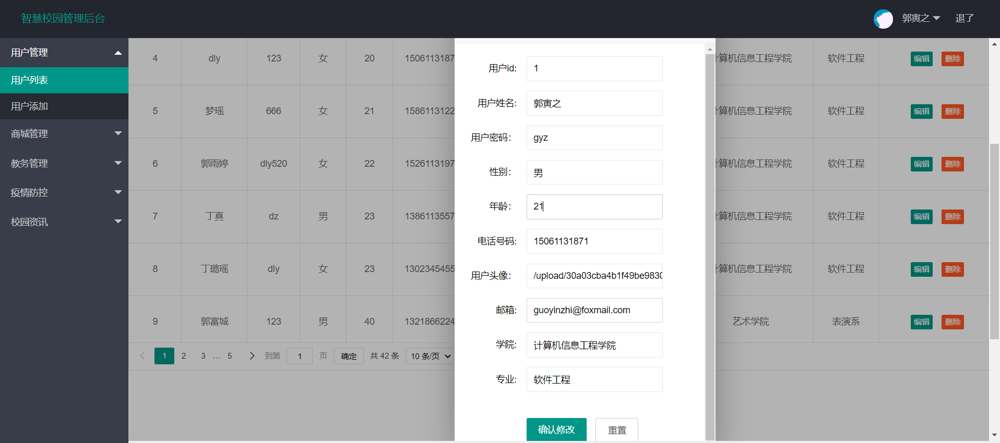 智慧校园管理后台
郭寅之 退了
用户管理
用户列表
用户添加
商城管理
教务管理
疫情防控
校园资讯
4 dly 123 女 20 1506113187 计算机信息工程学院 软件工程 编辑 删除
5 梦瑶 666 女 21 1586113122 计算机信息工程学院 软件工程 编辑 删除
6 郭雨婷 dly520 女 22 1526113197 计算机信息工程学院 软件工程 编辑 删除
7 丁真 dz 男 23 1386113557 计算机信息工程学院 软件工程 编辑 删除
8 丁璐瑶 dly 女 23 1302345455 计算机信息工程学院 软件工程 编辑 删除
9 郭富城 123 男 40 1321866224 艺术学院 表演系 编辑 删除
1 2 3 … 5 到第 1 页 确定 共 42 条 10 条/页
用户id: 1
用户姓名: 郭寅之
用户密码: gyz
性别: 男
年龄: 21
电话号码: 15061131871
用户头像: /upload/30a03cba4b1f49be9830
邮箱: guoyinzhi@foxmail.com
学院: 计算机信息工程学院
专业: 软件工程
确认修改 重置